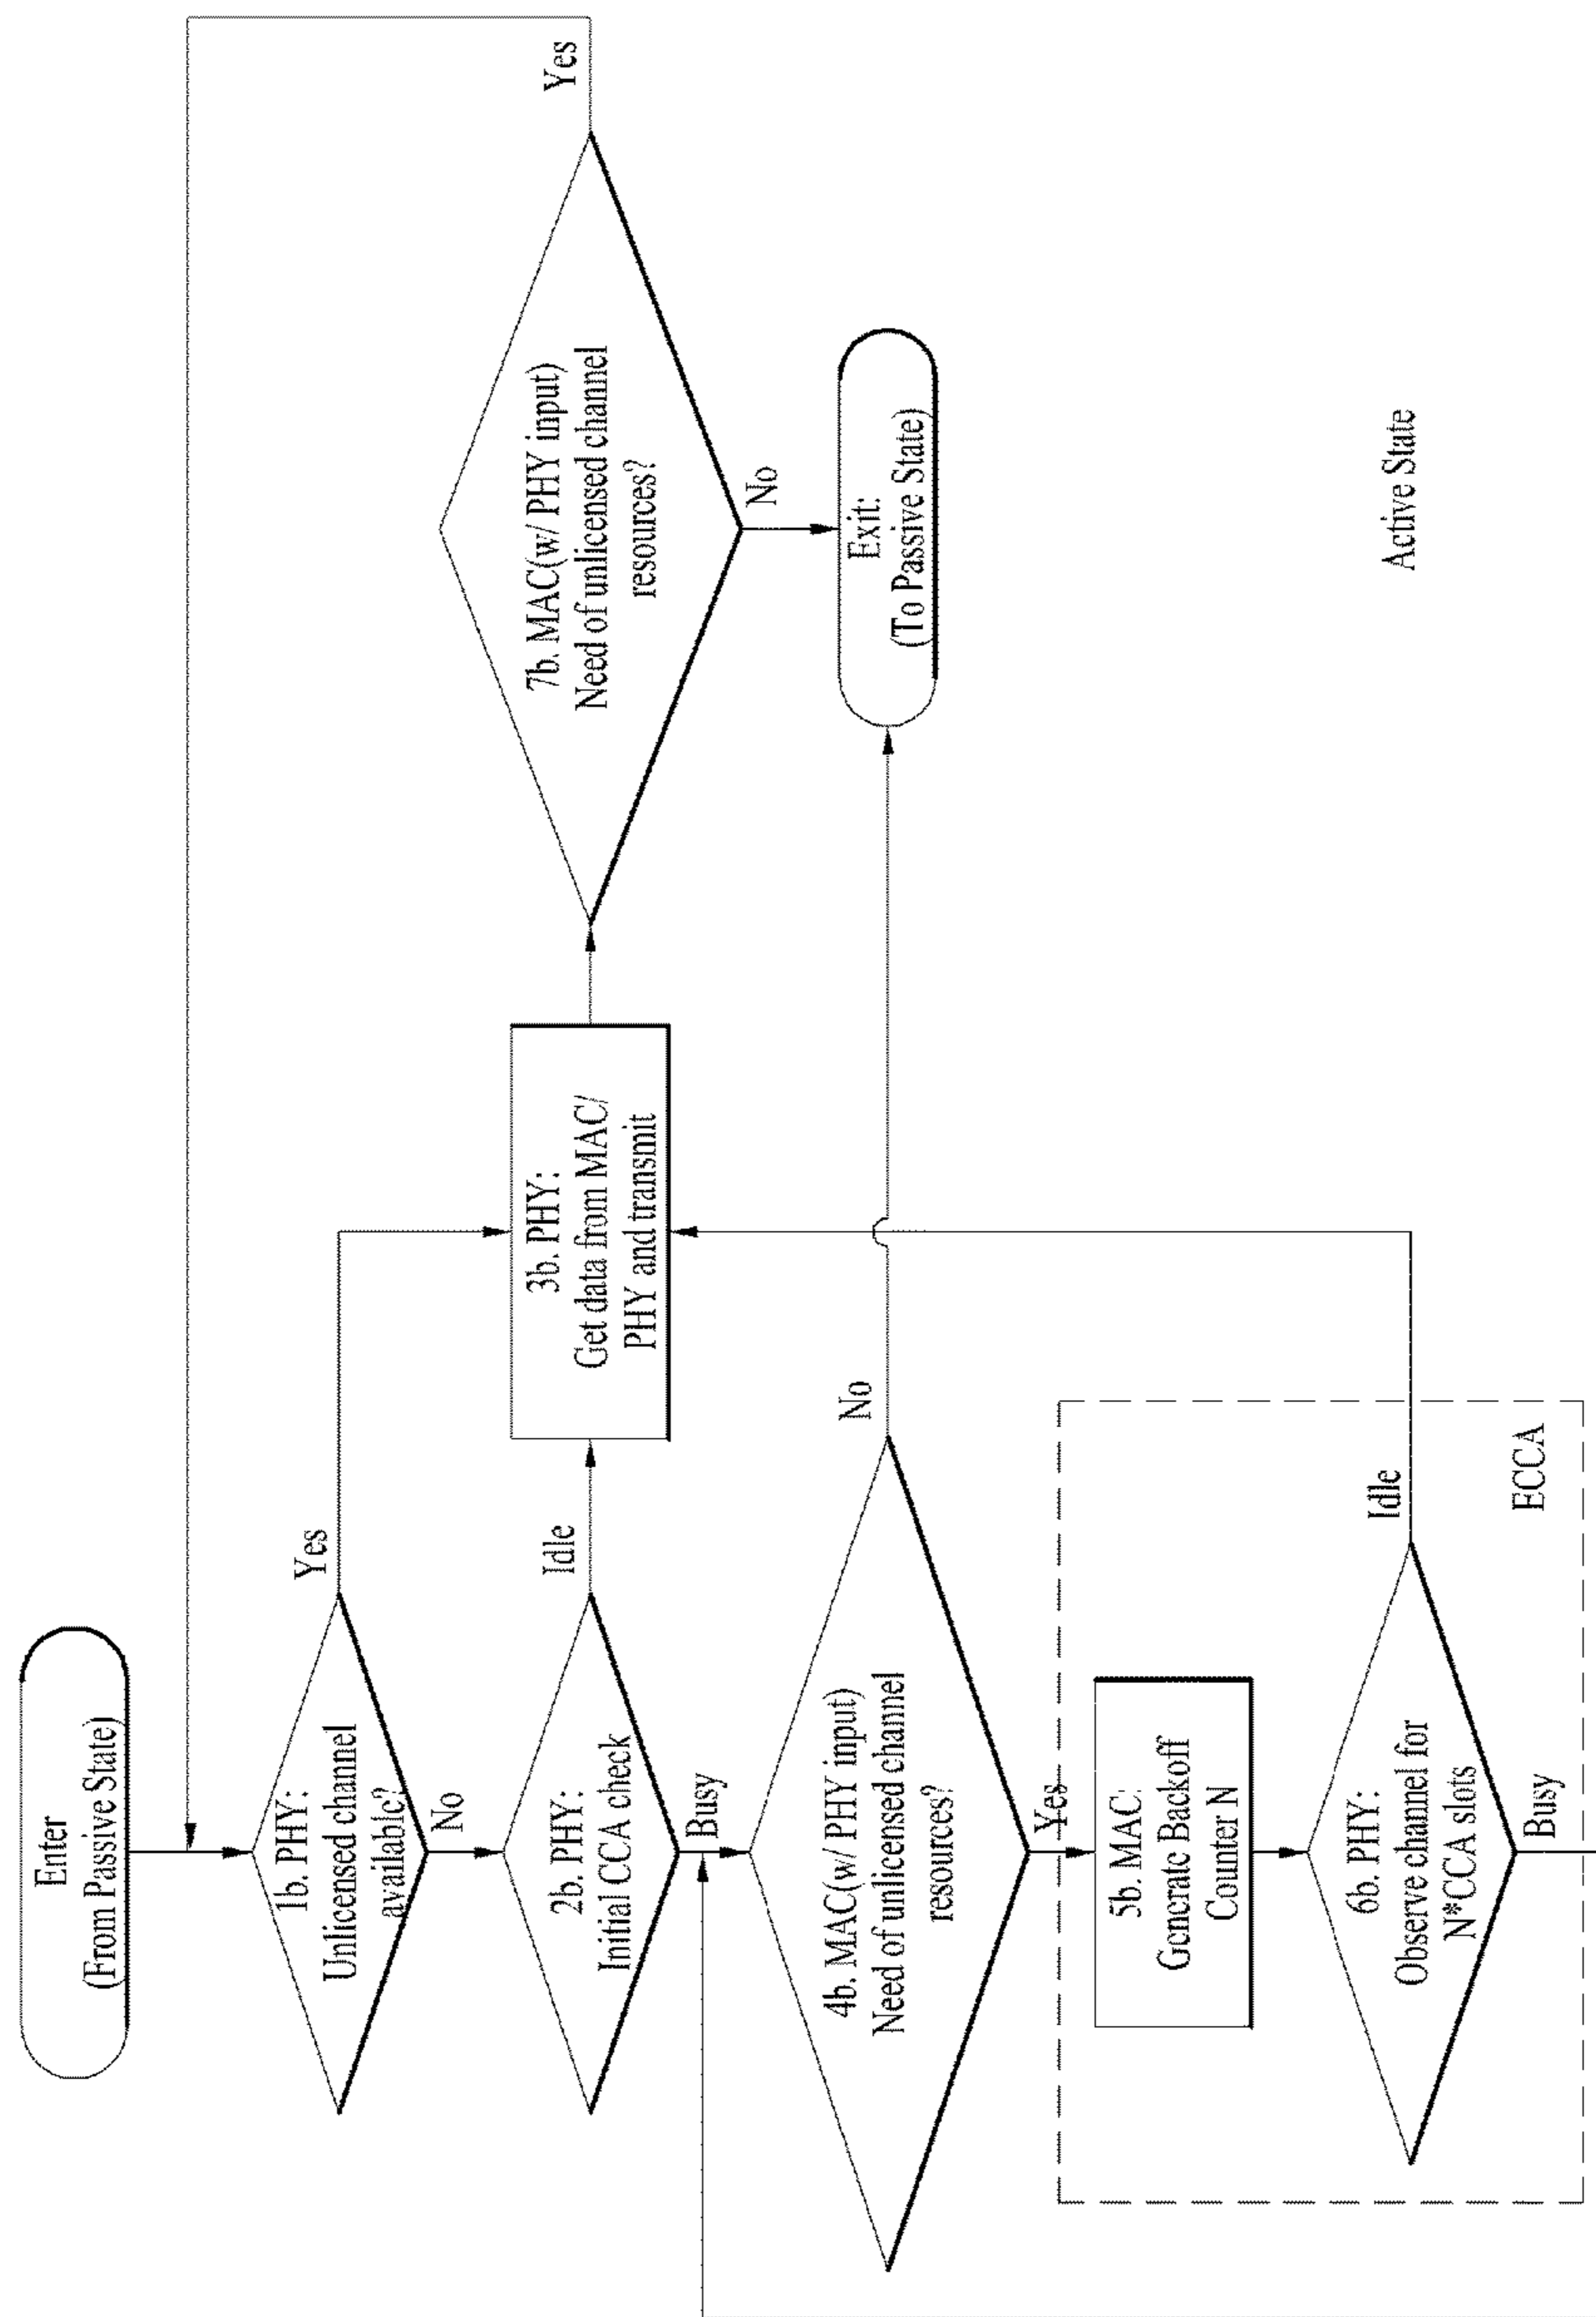 Enter
(From Passive State)
1b. PHY:
Unlicensed channel
available?
Yes
No
2b. PHY:
Initial CCA check
Idle
Busy
3b. PHY:
Get data from MAC/
PHY and transmit
7b. MAC(w/ PHY input)
Need of unlicensed channel
resources?
Yes
No
4b. MAC(w/ PHY input)
Need of unlicensed channel
resources?
No
Yes
Exit:
(To Passive State)
5b. MAC:
Generate Backoff
Counter N
6b. PHY:
Observe channel for
N*CCA slots
Idle
Busy
ECCA
Active State